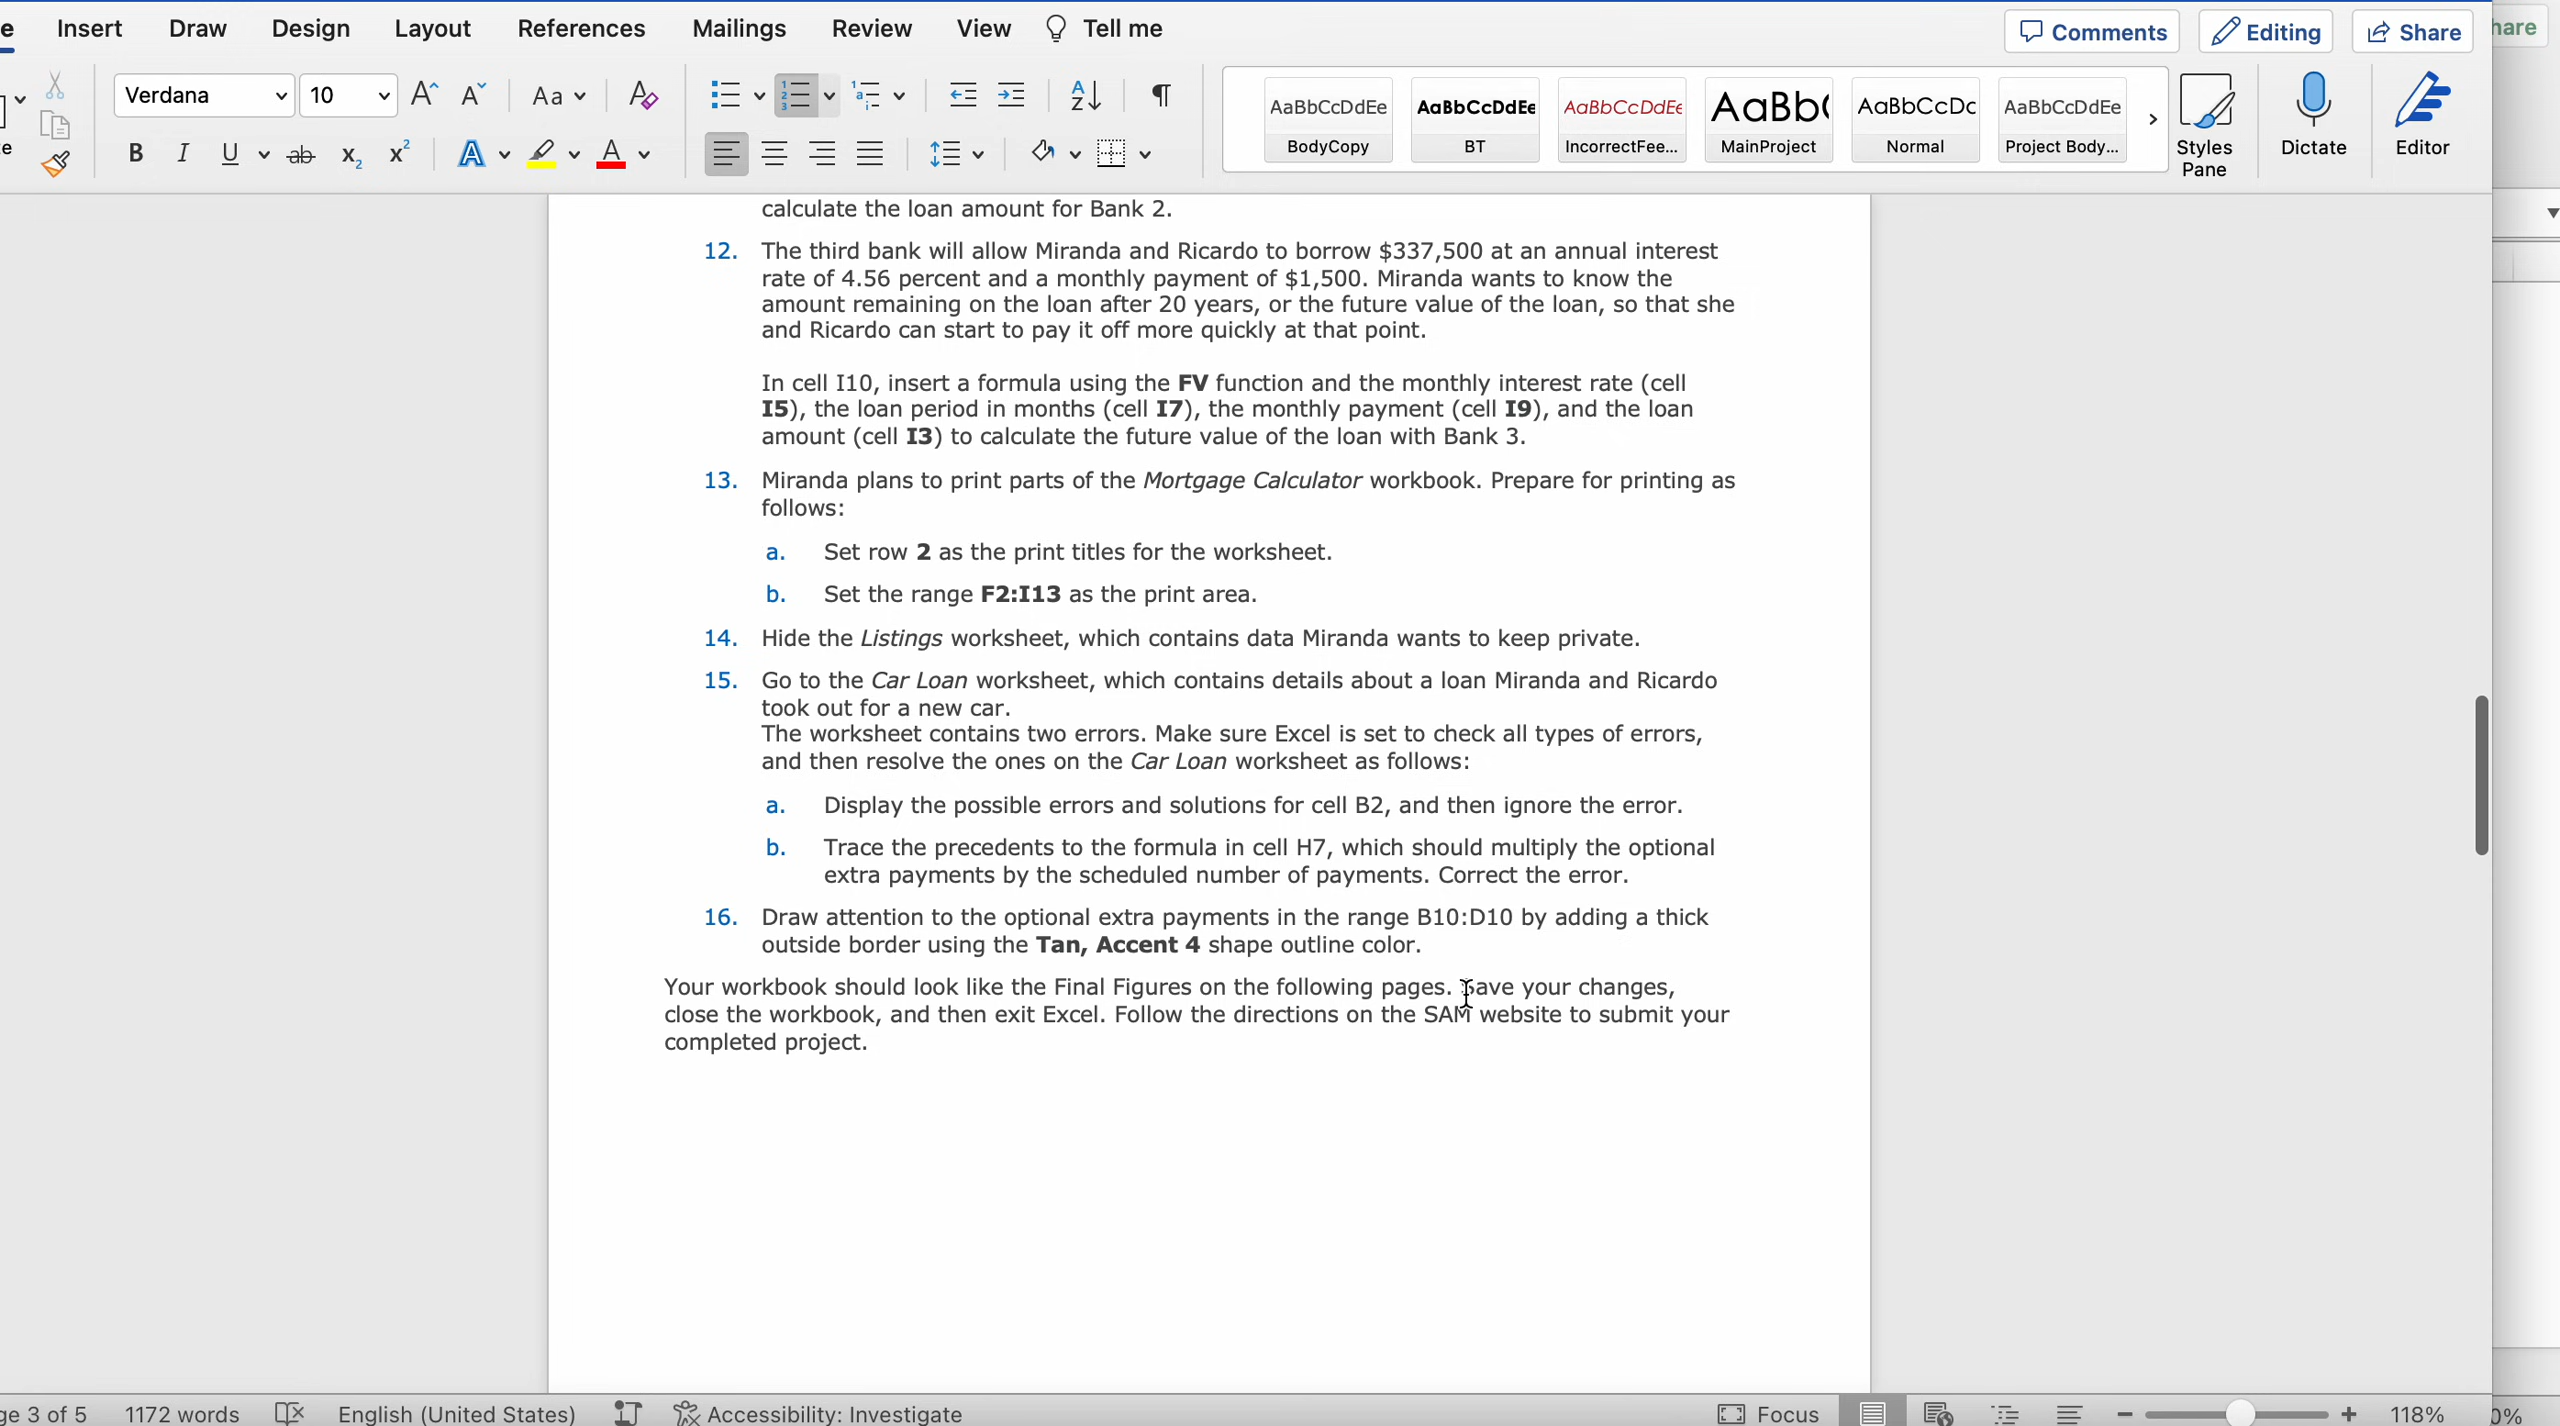 e Insert Draw Design Layout References Mailings Review View Tell me Comments Editing Share hare
Verdana 10 Aa
B I U ab x2 x2 A A
AaBbCcDdEe AaBbCcDdEe AaBbCcDdEe AaBb( AaBbCcDc AaBbCcDdEe
BodyCopy BT IncorrectFee... MainProject Normal Project Body...
Styles Pane Dictate Editor
calculate the loan amount for Bank 2.
12. The third bank will allow Miranda and Ricardo to borrow $337,500 at an annual interest
rate of 4.56 percent and a monthly payment of $1,500. Miranda wants to know the
amount remaining on the loan after 20 years, or the future value of the loan, so that she
and Ricardo can start to pay it off more quickly at that point.
In cell I10, insert a formula using the FV function and the monthly interest rate (cell
I5), the loan period in months (cell I7), the monthly payment (cell I9), and the loan
amount (cell I3) to calculate the future value of the loan with Bank 3.
13. Miranda plans to print parts of the Mortgage Calculator workbook. Prepare for printing as
follows:
a. Set row 2 as the print titles for the worksheet.
b. Set the range F2:I13 as the print area.
14. Hide the Listings worksheet, which contains data Miranda wants to keep private.
15. Go to the Car Loan worksheet, which contains details about a loan Miranda and Ricardo
took out for a new car.
The worksheet contains two errors. Make sure Excel is set to check all types of errors,
and then resolve the ones on the Car Loan worksheet as follows:
a. Display the possible errors and solutions for cell B2, and then ignore the error.
b. Trace the precedents to the formula in cell H7, which should multiply the optional
extra payments by the scheduled number of payments. Correct the error.
16. Draw attention to the optional extra payments in the range B10:D10 by adding a thick
outside border using the Tan, Accent 4 shape outline color.
Your workbook should look like the Final Figures on the following pages. Save your changes,
close the workbook, and then exit Excel. Follow the directions on the SAM website to submit your
completed project.
ge 3 of 5 1172 words English (United States) Accessibility: Investigate Focus 118% 0%